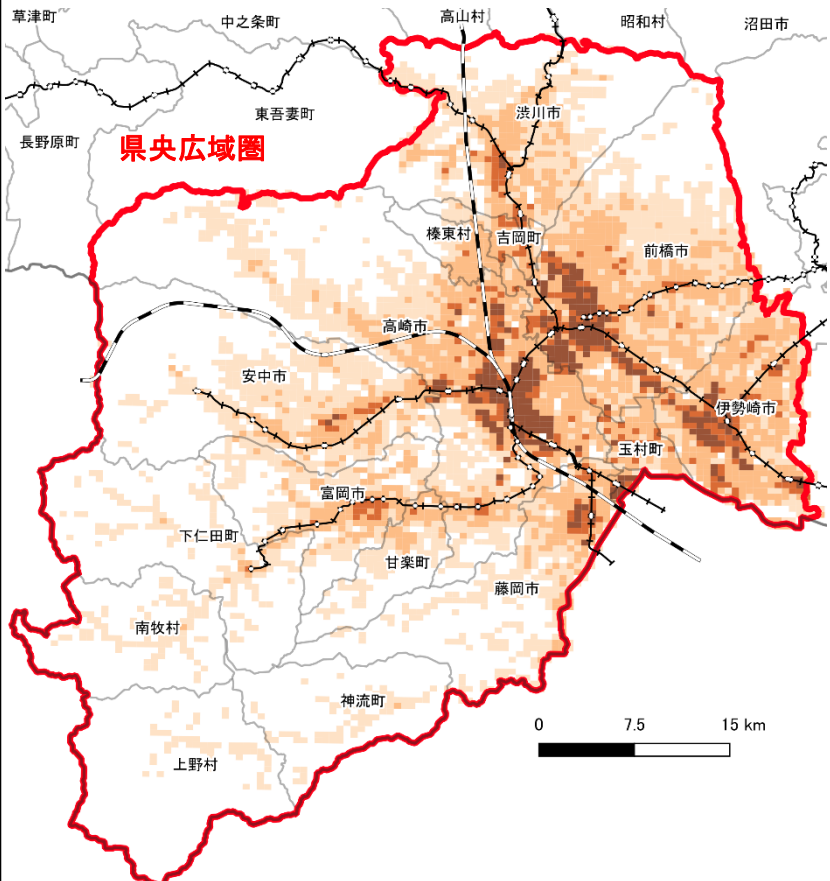 草津町
中之条町
高山村
昭和村
沼田市
東吾妻町
渋川市
長野原町
県央広域圏
榛東村
吉岡町
前橋市
高崎市
安中市
伊勢崎市
玉村町
富岡市
下仁田町
甘楽町
藤岡市
南牧村
神流町
上野村
0 7.5 15 km